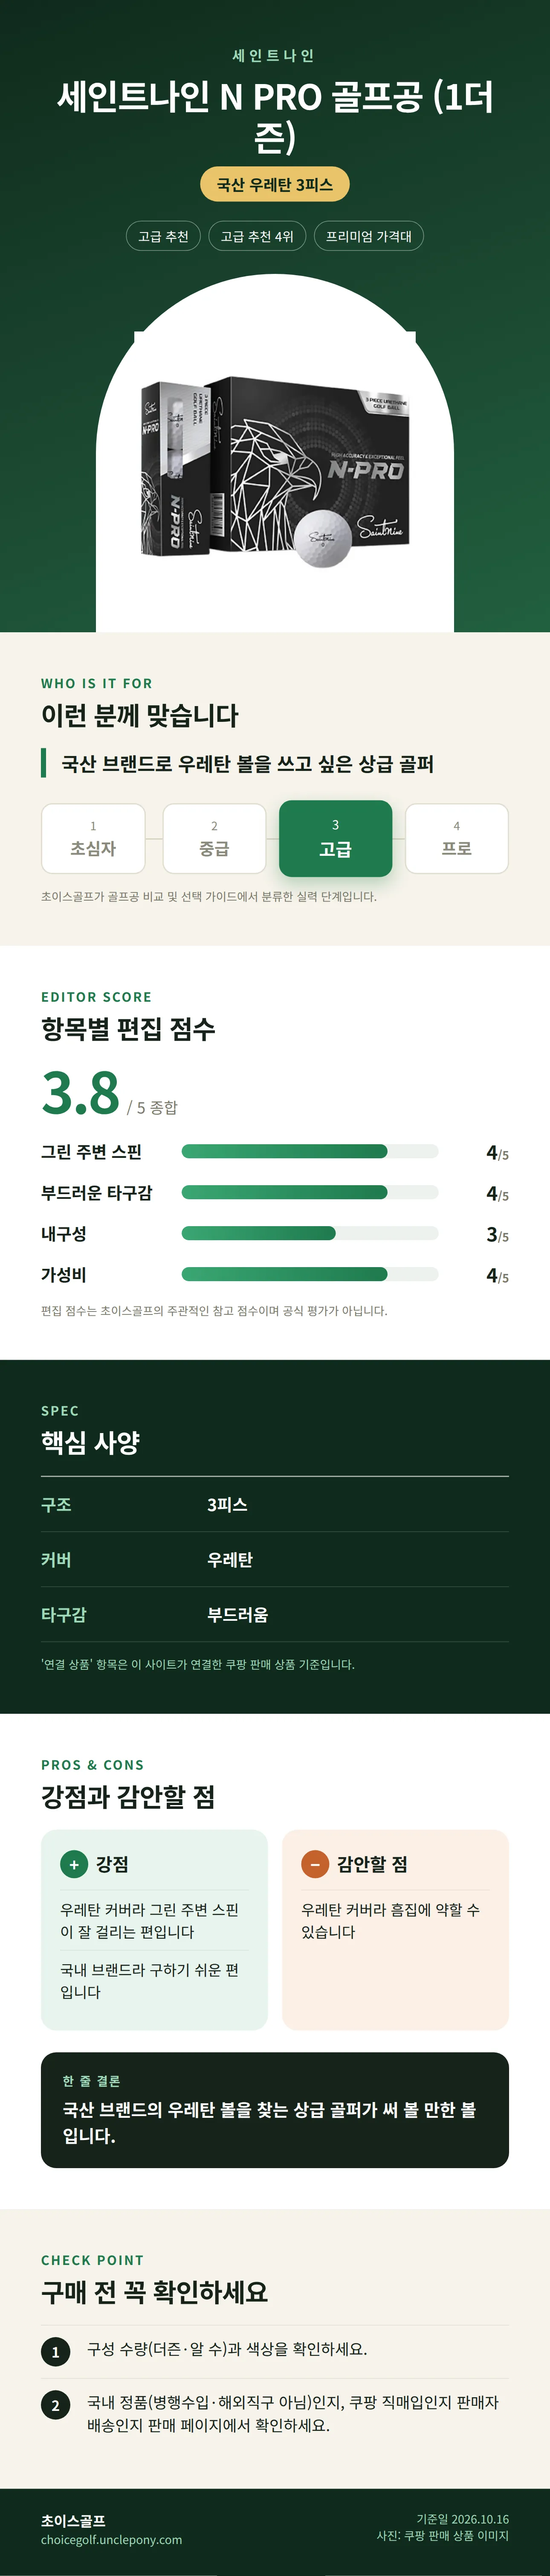 세인트나인
세인트나인 N PRO 골프공 (1더
즌)
국산 우레탄 3피스
고급 추천
고급 추천 4위
프리미엄 가격대
3 PIECE URETHANE
GOLF BALL
N-PRO
Saintnine
WHO IS IT FOR
이런 분께 맞습니다
국산 브랜드로 우레탄 볼을 쓰고 싶은 상급 골퍼
1
초심자
2
중급
3
고급
4
프로
초이스골프가 골프공 비교 및 선택 가이드에서 분류한 실력 단계입니다.
EDITOR SCORE
항목별 편집 점수
3.8 / 5 종합
그린 주변 스핀 4/5
부드러운 타구감 4/5
내구성 3/5
가성비 4/5
편집 점수는 초이스골프의 주관적인 참고 점수이며 공식 평가가 아닙니다.
SPEC
핵심 사양
구조 3피스
커버 우레탄
타구감 부드러움
'연결 상품' 항목은 이 사이트가 연결한 쿠팡 판매 상품 기준입니다.
PROS & CONS
강점과 감안할 점
+ 강점
우레탄 커버라 그린 주변 스핀
이 잘 걸리는 편입니다
국내 브랜드라 구하기 쉬운 편
입니다
− 감안할 점
우레탄 커버라 흠집에 약할 수
있습니다
한 줄 결론
국산 브랜드의 우레탄 볼을 찾는 상급 골퍼가 써 볼 만한 볼
입니다.
CHECK POINT
구매 전 꼭 확인하세요
1 구성 수량(더즌·알 수)과 색상을 확인하세요.
2 국내 정품(병행수입·해외직구 아님)인지, 쿠팡 직매입인지 판매자
배송인지 판매 페이지에서 확인하세요.
초이스골프
choicegolf.unclepony.com
기준일 2026.10.16
사진: 쿠팡 판매 상품 이미지